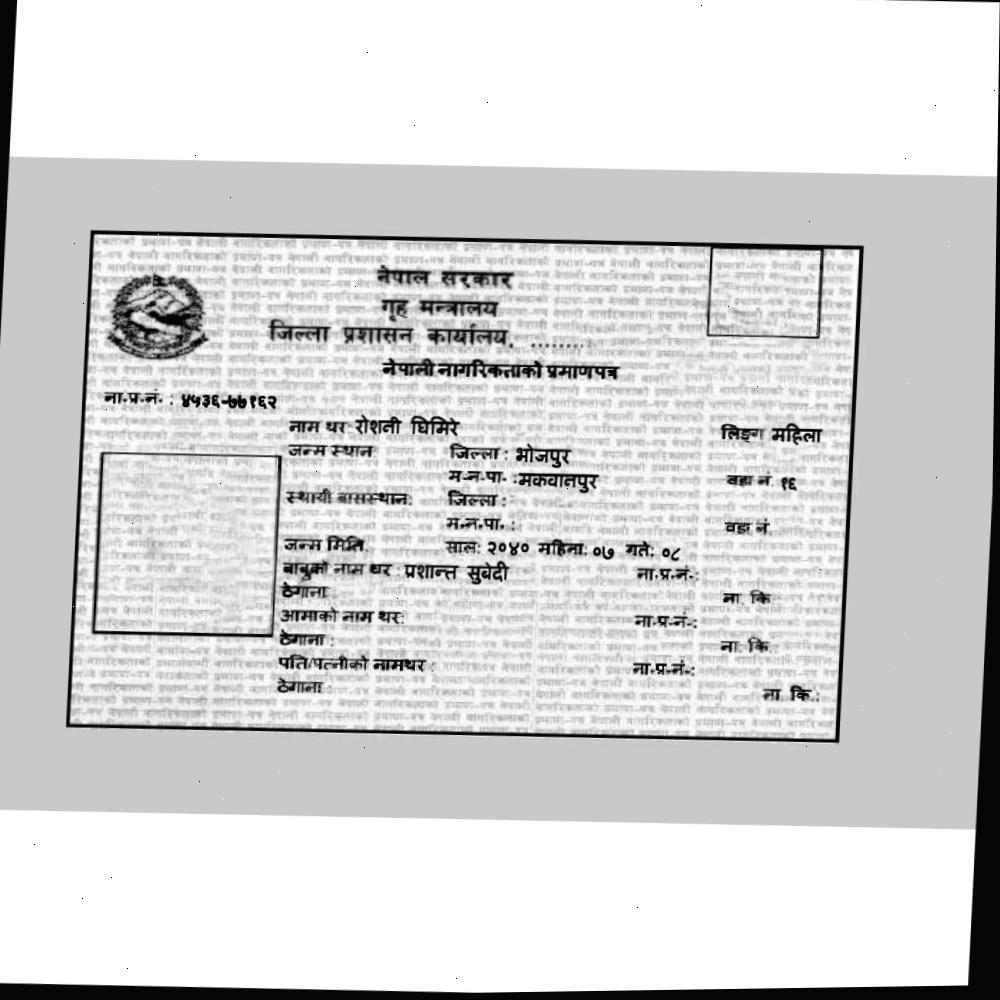 नेपाल सरकार
गृह मन्त्रालय
जिल्ला प्रशासन कार्यालय, ........:
नेपाली नागरिकताको प्रमाणपत्र
ना.प्र.नं. : ४५३६-७७१६२
नाम थर: रोशनी घिमिरे लिङ्ग महिला
जन्म स्थान: जिल्ला : भोजपुर
म.न.पा. : मकवानपुर वडा नं. १६
स्थायी बासस्थान: जिल्ला :
म.न.पा. : वडा नं.
जन्म मिति: साल: २०४० महिना: ०७ गते: ०८
बाबुको नाम थर : प्रशान्त सुबेदी ना.प्र.नं.:
ठेगाना: ना. कि.:
आमाको नाम थर: ना.प्र.नं.:
ठेगाना : ना. कि.:
पति/पत्नीको नामथर : ना.प्र.नं.:
ठेगाना : ना. कि.: